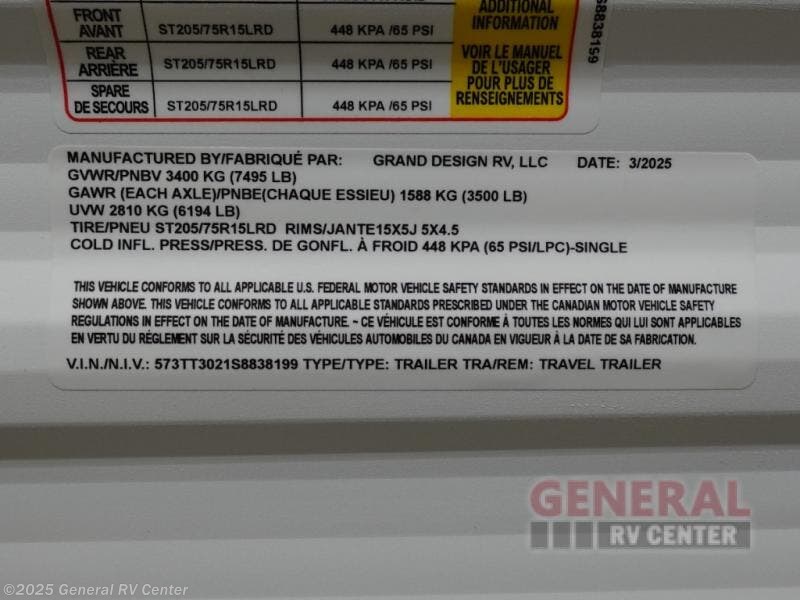 ADDITIONAL
INFORMATION
FRONT
AVANT ST205/75R15LRD 448 KPA /65 PSI
REAR
ARRIÈRE ST205/75R15LRD 448 KPA /65 PSI
SPARE
DE SECOURS ST205/75R15LRD 448 KPA /65 PSI
VOIR LE MANUEL
DE L'USAGER
POUR PLUS DE
RENSEIGNEMENTS
MANUFACTURED BY/FABRIQUÉ PAR: GRAND DESIGN RV, LLC DATE: 3/2025
GVWR/PNBV 3400 KG (7495 LB)
GAWR (EACH AXLE)/PNBE(CHAQUE ESSIEU) 1588 KG (3500 LB)
UVW 2810 KG (6194 LB)
TIRE/PNEU ST205/75R15LRD RIMS/JANTE15X5J 5X4.5
COLD INFL. PRESS/PRESS. DE GONFL. À FROID 448 KPA (65 PSI/LPC)-SINGLE
THIS VEHICLE CONFORMS TO ALL APPLICABLE U.S. FEDERAL MOTOR VEHICLE SAFETY STANDARDS IN EFFECT ON THE DATE OF MANUFACTURE
SHOWN ABOVE. THIS VEHICLE CONFORMS TO ALL APPLICABLE STANDARDS PRESCRIBED UNDER THE CANADIAN MOTOR VEHICLE SAFETY
REGULATIONS IN EFFECT ON THE DATE OF MANUFACTURE. ~ CE VÉHICULE EST CONFORME À TOUTES LES NORMES QUI LUI SONT APPLICABLES
EN VERTU DU RÉGLEMENT SUR LA SÉCURITÉ DES VÉHICULES AUTOMOBILES DU CANADA EN VIGUEUR À LA DATE DE SA FABRICATION.
V.I.N./N.I.V.: 573TT3021S8838199 TYPE/TYPE: TRAILER TRA/REM: TRAVEL TRAILER
GENERAL
RV CENTER
©2025 General RV Center